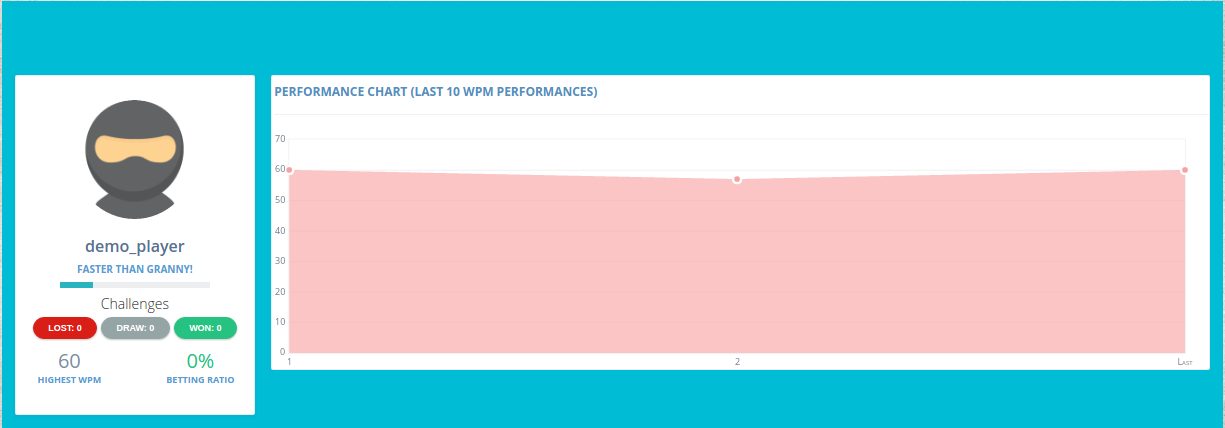 demo_player
FASTER THAN GRANNY!
Challenges
LOST: 0 DRAW: 0 WON: 0
60 0%
HIGHEST WPM BETTING RATIO
PERFORMANCE CHART (LAST 10 WPM PERFORMANCES)
70
60
50
40
30
20
10
0
1 2 Last